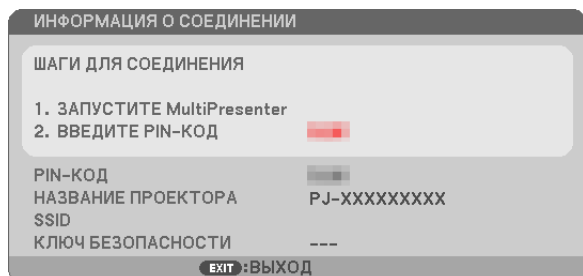 ИНФОРМАЦИЯ О СОЕДИНЕНИИ
ШАГИ ДЛЯ СОЕДИНЕНИЯ
1. ЗАПУСТИТЕ MultiPresenter
2. ВВЕДИТЕ PIN-КОД
PIN-КОД
НАЗВАНИЕ ПРОЕКТОРА PJ-XXXXXXXXX
SSID
КЛЮЧ БЕЗОПАСНОСТИ ---
EXIT :ВЫХОД